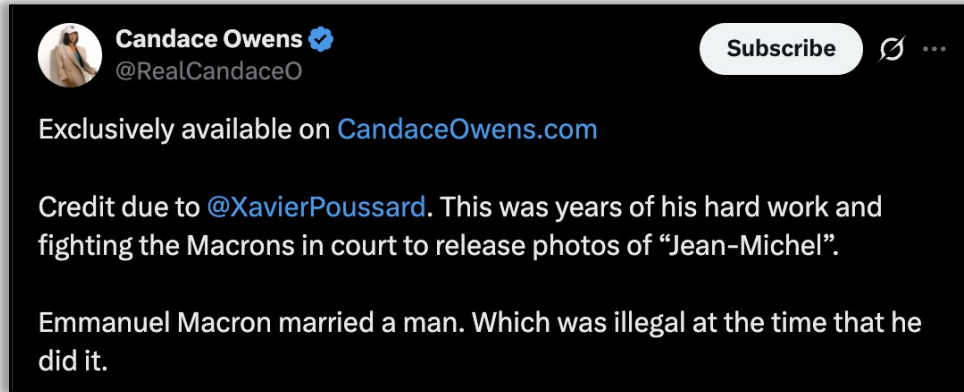 Candace Owens
@RealCandaceO
Subscribe
Exclusively available on CandaceOwens.com
Credit due to @XavierPoussard. This was years of his hard work and
fighting the Macrons in court to release photos of “Jean-Michel”.
Emmanuel Macron married a man. Which was illegal at the time that he
did it.